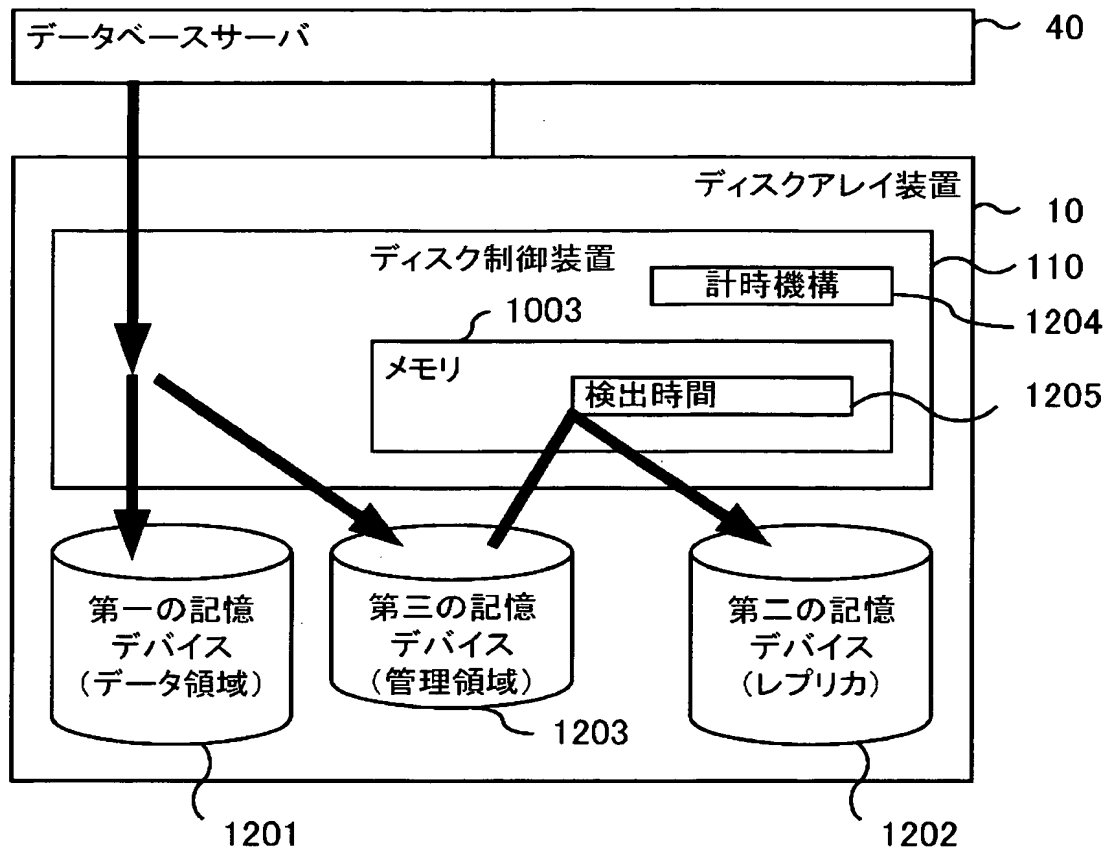 データベースサーバ
40
ディスクアレイ装置
10
ディスク制御装置
110
計時機構
1204
1003
メモリ
検出時間
1205
第一の記憶
デバイス
（データ領域）
第三の記憶
デバイス
（管理領域）
第二の記憶
デバイス
（レプリカ）
1203
1201
1202